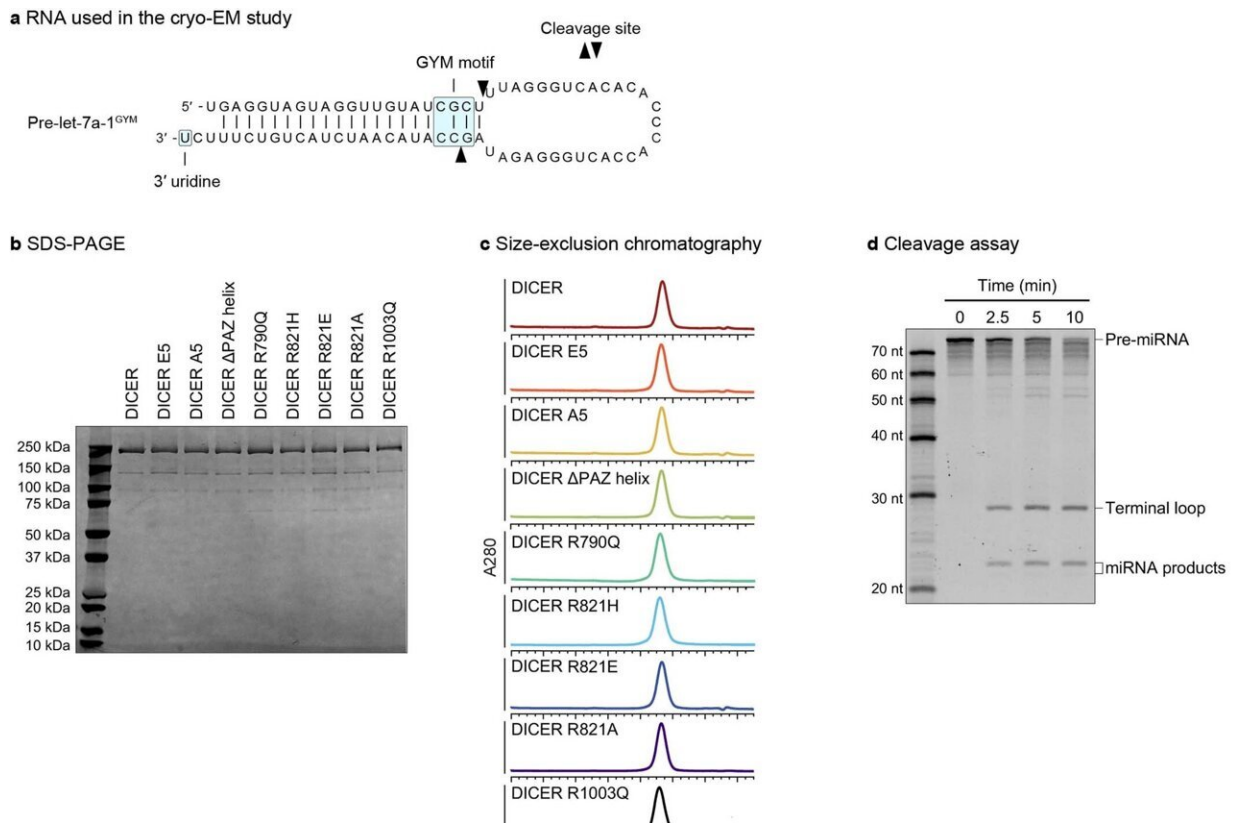 a RNA used in the cryo-EM study
Cleavage site
GYM motif
5′ -UGAGGUAGUAGGUUGUAUCGCUUUAGGGUCACACACCCACCACUGGGAGAU
Pre-let-7a-1GYM
3′ -UCUUUCUGUCAUCUAACAUACCGA
3′ uridine
b SDS-PAGE
DICER
DICER E5
DICER A5
DICER ΔPAZ helix
DICER R790Q
DICER R821H
DICER R821E
DICER R821A
DICER R1003Q
250 kDa
150 kDa
100 kDa
75 kDa
50 kDa
37 kDa
25 kDa
20 kDa
15 kDa
10 kDa
c Size-exclusion chromatography
A280
DICER
DICER E5
DICER A5
DICER ΔPAZ helix
DICER R790Q
DICER R821H
DICER R821E
DICER R821A
DICER R1003Q
d Cleavage assay
Time (min)
0 2.5 5 10
70 nt
60 nt
50 nt
40 nt
30 nt
20 nt
Pre-miRNA
Terminal loop
miRNA products